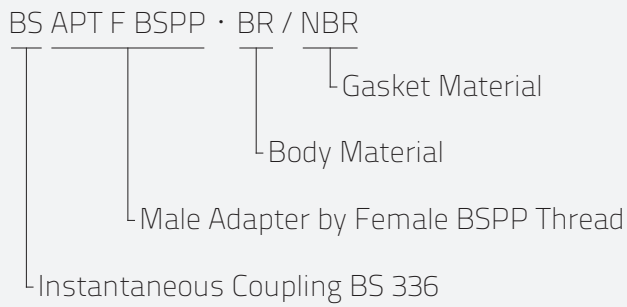 BS APT F BSPP · BR / NBR
Gasket Material
Body Material
Male Adapter by Female BSPP Thread
Instantaneous Coupling BS 336